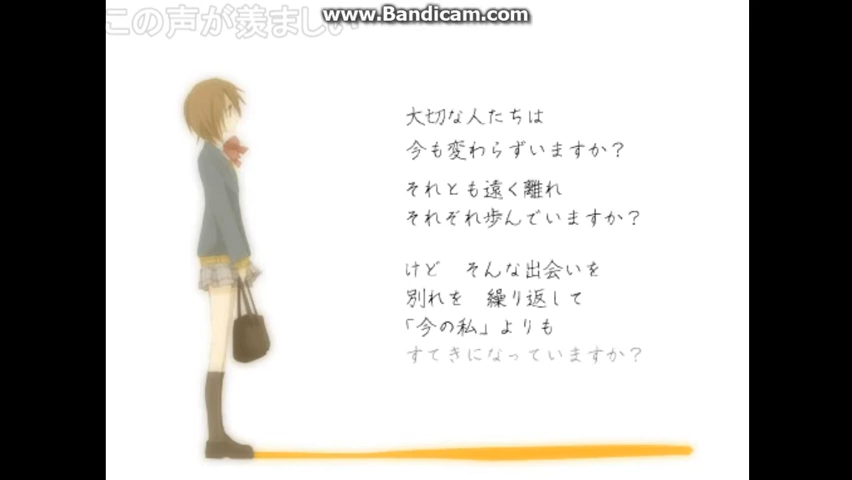 この声が羨ましい
www.Bandicam.com
大切な人たちは
今も変わらずいますか？
それとも遠く離れ
それぞれ歩んでいますか？
けど　そんな出会いを
別れを　繰り返して
「今の私」よりも
すてきになっていますか？